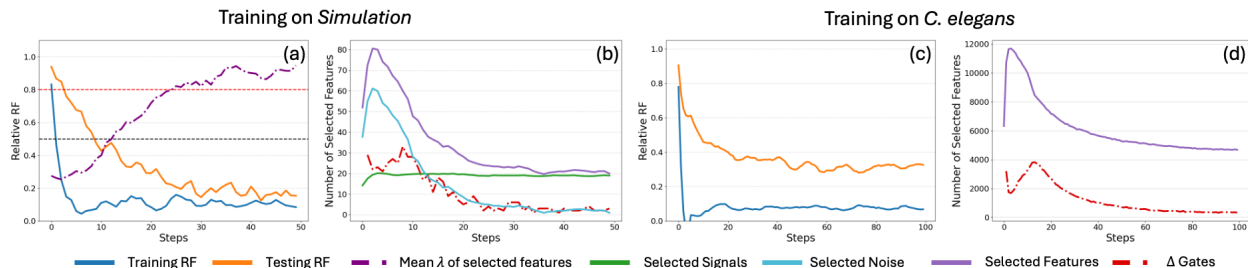 Training on Simulation
Training on C. elegans
(a)
1.0
0.8
0.6
0.4
0.2
0.0
Relative RF
0
10
20
30
40
50
Steps
(b)
80
70
60
50
40
30
20
10
0
Number of Selected Features
0
10
20
30
40
50
Steps
(c)
1.0
0.8
0.6
0.4
0.2
0.0
Relative RF
0
20
40
60
80
100
Steps
(d)
12000
10000
8000
6000
4000
2000
0
Number of Selected Features
0
20
40
60
80
100
Steps
Training RF
Testing RF
Mean λ of selected features
Selected Signals
Selected Noise
Selected Features
Δ Gates